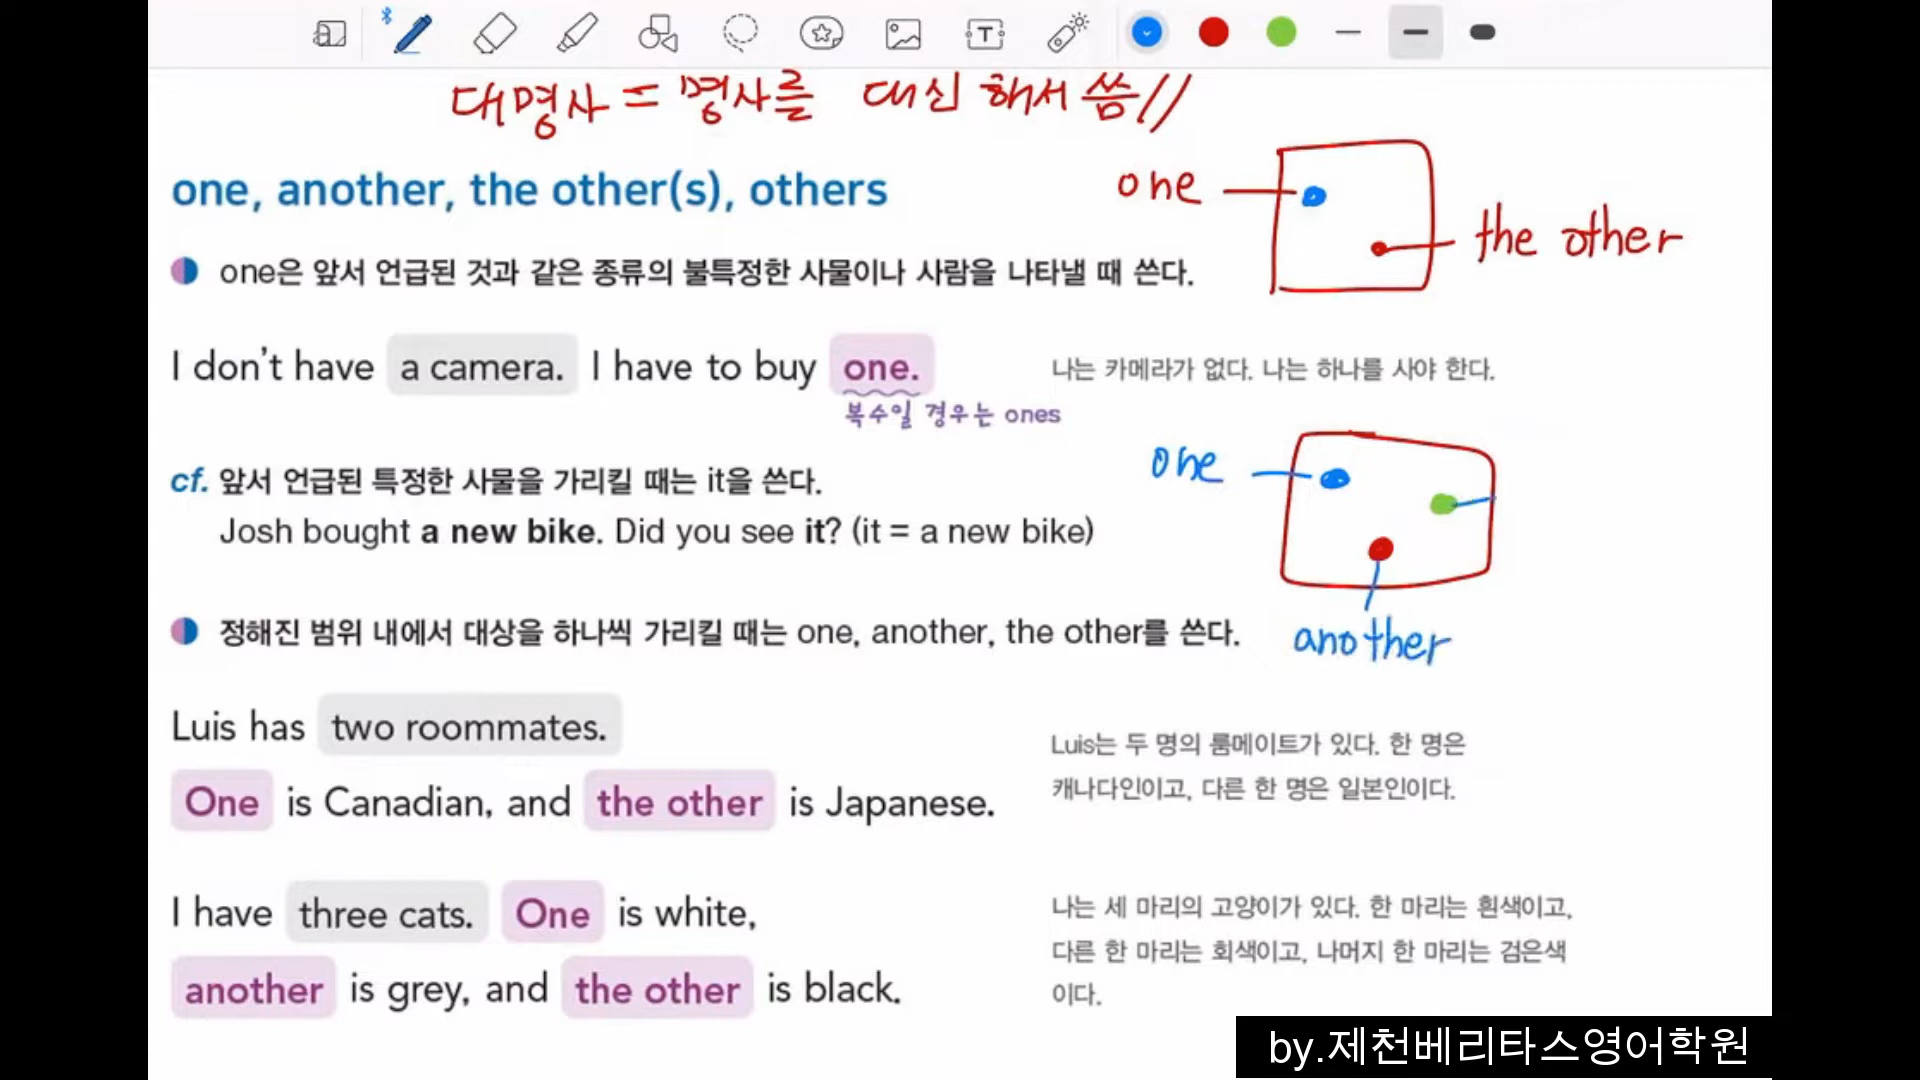 대명사 = 명사를 대신해서 씀//
one, another, the other(s), others
one
the other
one은 앞서 언급된 것과 같은 종류의 불특정한 사물이나 사람을 나타낼 때 쓴다.
I don't have a camera. I have to buy one.
나는 카메라가 없다. 나는 하나를 사야 한다.
복수일 경우는 ones
cf. 앞서 언급된 특정한 사물을 가리킬 때는 it을 쓴다.
Josh bought a new bike. Did you see it? (it = a new bike)
one
another
정해진 범위 내에서 대상을 하나씩 가리킬 때는 one, another, the other를 쓴다.
Luis has two roommates.
One is Canadian, and the other is Japanese.
Luis는 두 명의 룸메이트가 있다. 한 명은
캐나다인이고, 다른 한 명은 일본인이다.
I have three cats. One is white,
another is grey, and the other is black.
나는 세 마리의 고양이가 있다. 한 마리는 흰색이고,
다른 한 마리는 회색이고, 나머지 한 마리는 검은색
이다.
by.제천베리타스영어학원